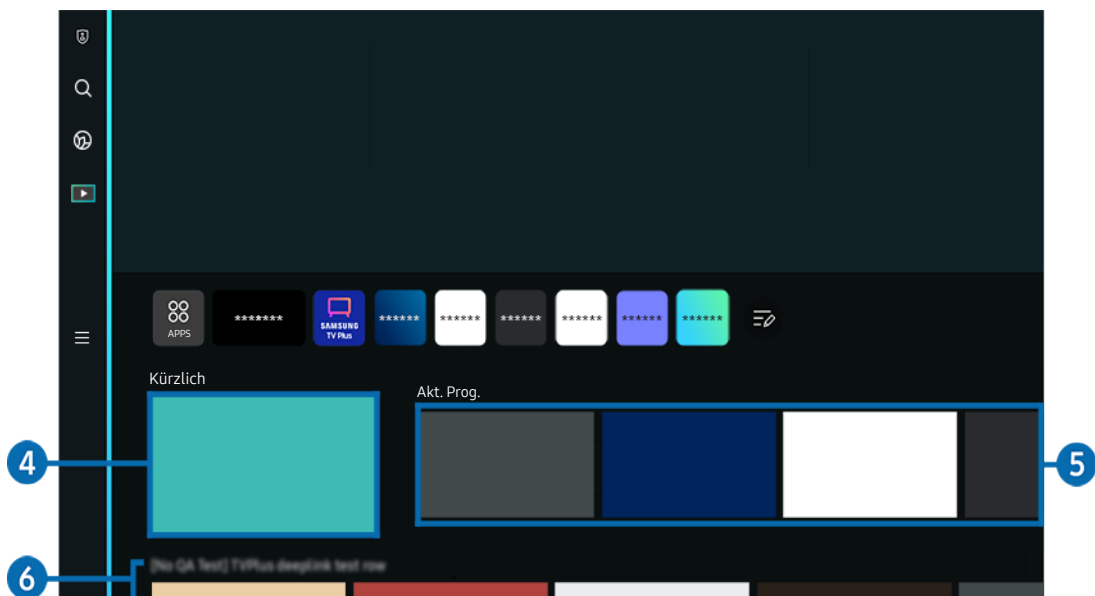 APPS
*******
SAMSUNG
TV Plus
******
******
******
******
******
******
Kürzlich
Akt. Prog.
4
5
[No QA Test] TVPlus deeplink test row
6